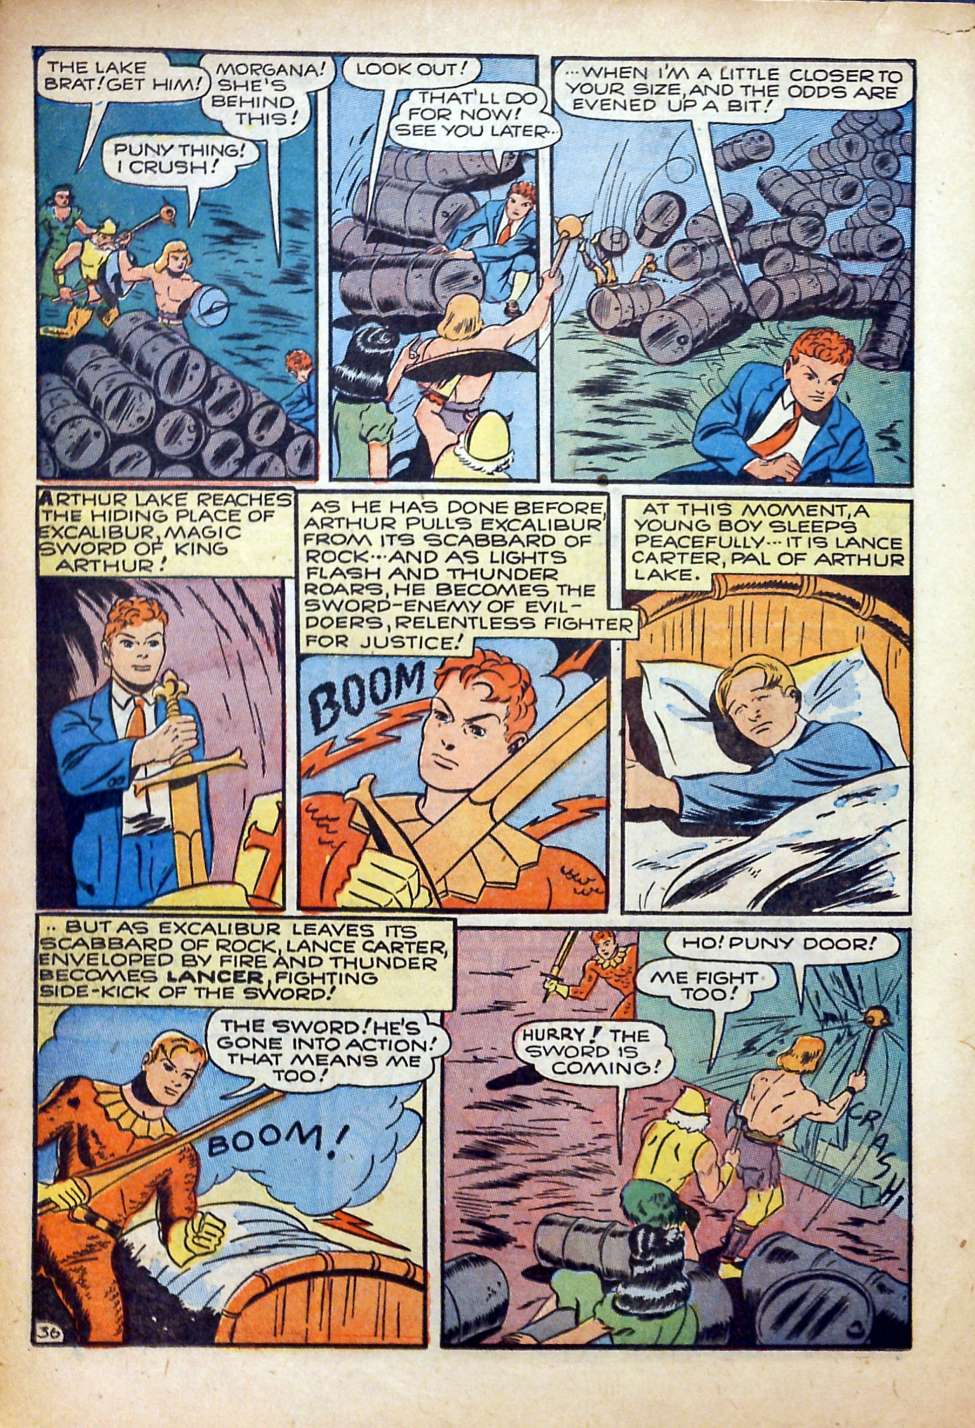 THE LAKE
BRAT! GET HIM!
MORGANA!
SHE'S
BEHIND
THIS!
PUNY THING!
I CRUSH!
LOOK OUT!
THAT'LL DO
FOR NOW!
SEE YOU LATER--
...WHEN I'M A LITTLE CLOSER TO
YOUR SIZE, AND THE ODDS ARE
EVENED UP A BIT!
ARTHUR LAKE REACHES
THE HIDING PLACE OF
EXCALIBUR, MAGIC
SWORD OF KING
ARTHUR!
AS HE HAS DONE BEFORE,
ARTHUR PULLS EXCALIBUR
FROM ITS SCABBARD OF
ROCK---AND AS LIGHTS
FLASH AND THUNDER
ROARS, HE BECOMES THE
SWORD-ENEMY OF EVIL-
DOERS, RELENTLESS FIGHTER
FOR JUSTICE!
BOOM
AT THIS MOMENT, A
YOUNG BOY SLEEPS
PEACEFULLY---IT IS LANCE
CARTER, PAL OF ARTHUR
LAKE.
.. BUT AS EXCALIBUR LEAVES ITS
SCABBARD OF ROCK, LANCE CARTER,
ENVELOPED BY FIRE AND THUNDER,
BECOMES LANCER, FIGHTING
SIDE-KICK OF THE SWORD!
THE SWORD! HE'S
GONE INTO ACTION!
THAT MEANS ME
TOO!
BOOM!
HO! PUNY DOOR!
ME FIGHT
TOO!
HURRY! THE
SWORD IS
COMING!
CRASH!
36